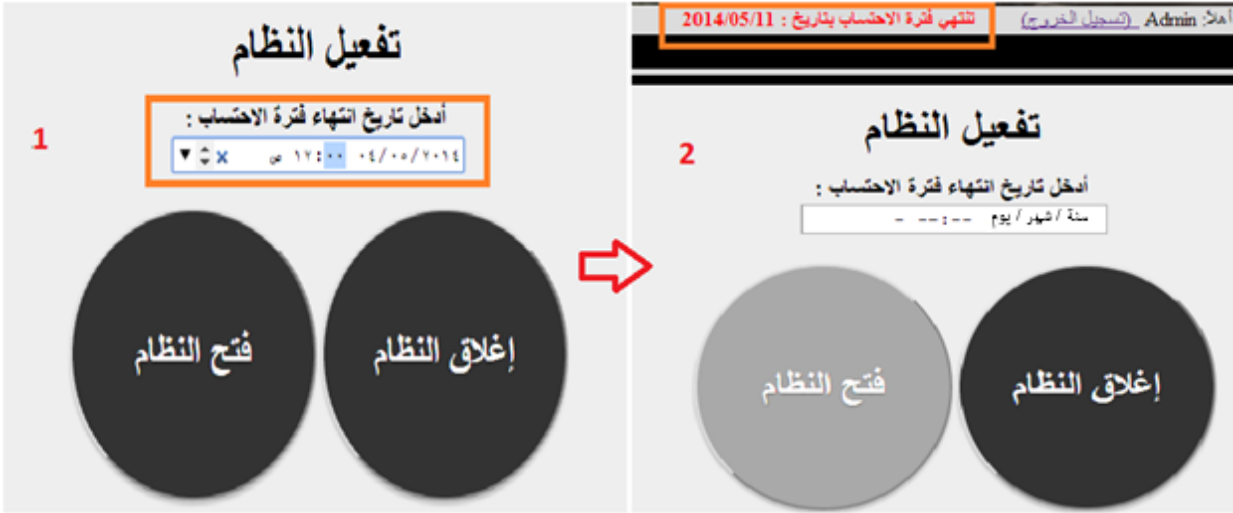 1
تفعيل النظام
أدخل تاريخ انتهاء فترة الاحتساب :
٠٤/٠٥/٢٠١٤ ١٢:٠٠ ص
إغلاق النظام
فتح النظام
2
أهلاً: Admin (تسجيل الخروج)
تنتهي فترة الاحتساب بتاريخ : 2014/05/11
تفعيل النظام
أدخل تاريخ انتهاء فترة الاحتساب :
سنة / شهر / يوم --:-- -
إغلاق النظام
فتح النظام